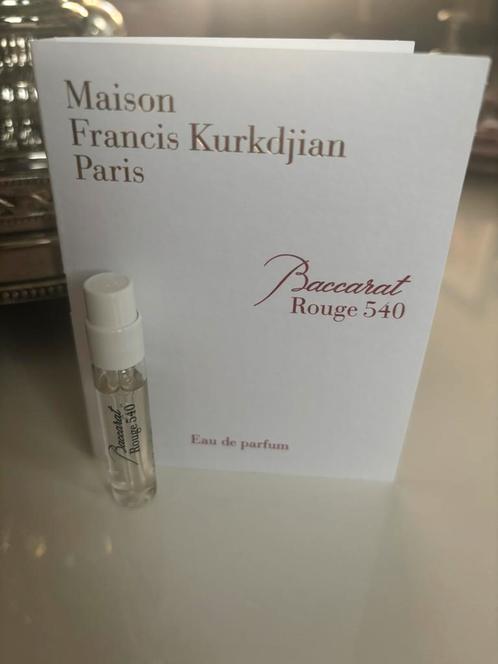 Maison
Francis Kurkdjian
Paris
Baccarat
Rouge 540
Eau de parfum
Baccarat
Rouge 540